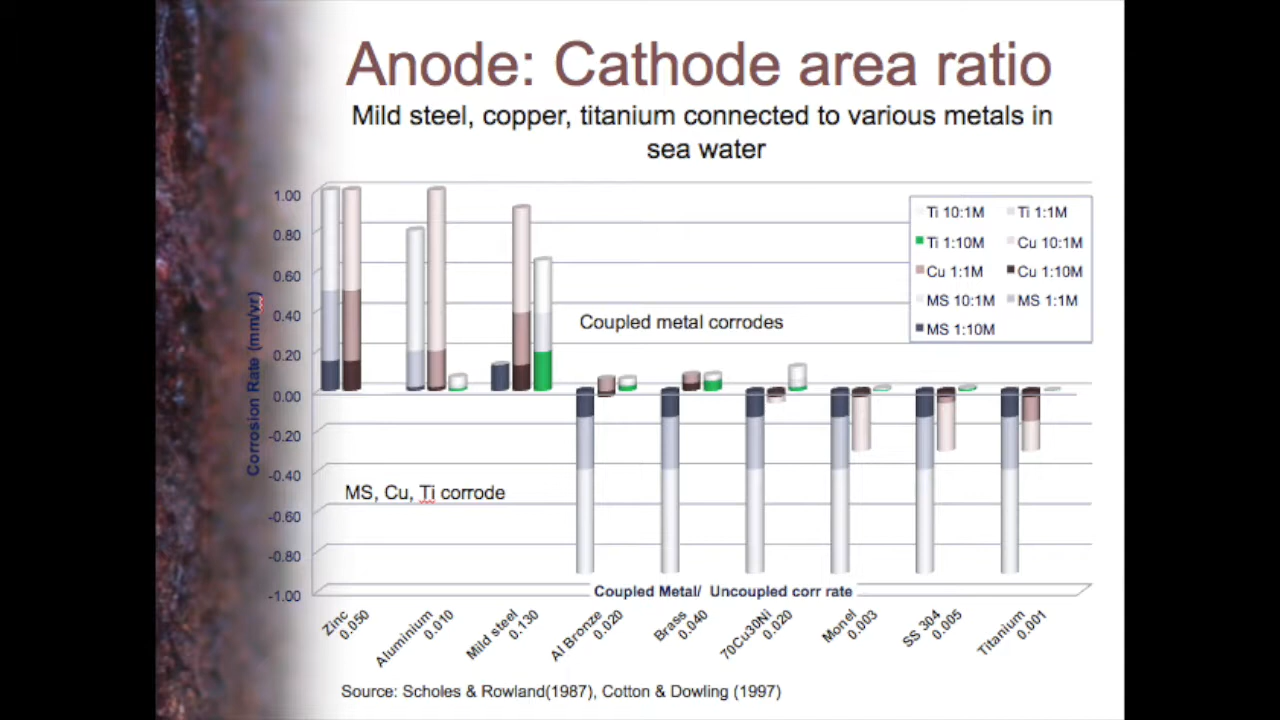 Anode: Cathode area ratio
Mild steel, copper, titanium connected to various metals in
sea water
1.00
0.80
0.60
0.40
0.20
0.00
-0.20
-0.40
-0.60
-0.80
-1.00
Corrosion Rate (mm/yr)
Ti 10:1M Ti 1:1M
Ti 1:10M Cu 10:1M
Cu 1:1M Cu 1:10M
MS 10:1M MS 1:1M
MS 1:10M
Coupled metal corrodes
MS, Cu, Ti corrode
Coupled Metal/ Uncoupled corr rate
Zinc
0.050
Aluminium
0.010
Mild steel
0.130
Al Bronze
0.020
Brass
0.040
70Cu30Ni
0.020
Monel
0.003
SS 304
0.005
Titanium
0.001
Source: Scholes & Rowland(1987), Cotton & Dowling (1997)